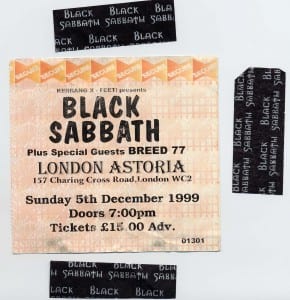 BLACK BLACK
SABBATH SABBATH
BLACK BLACK
KERRANG X - FCETI presents
BLACK
SABBATH
Plus Special Guests BREED 77
LONDON ASTORIA
157 Charing Cross Road, London WC2
Sunday 5th December 1999
Doors 7:00pm
Tickets £15.00 Adv.
01301
BLACK SABBATH
BLACK SABBATH
BLACK BLACK
SABBATH SABBATH
BLACK BLACK